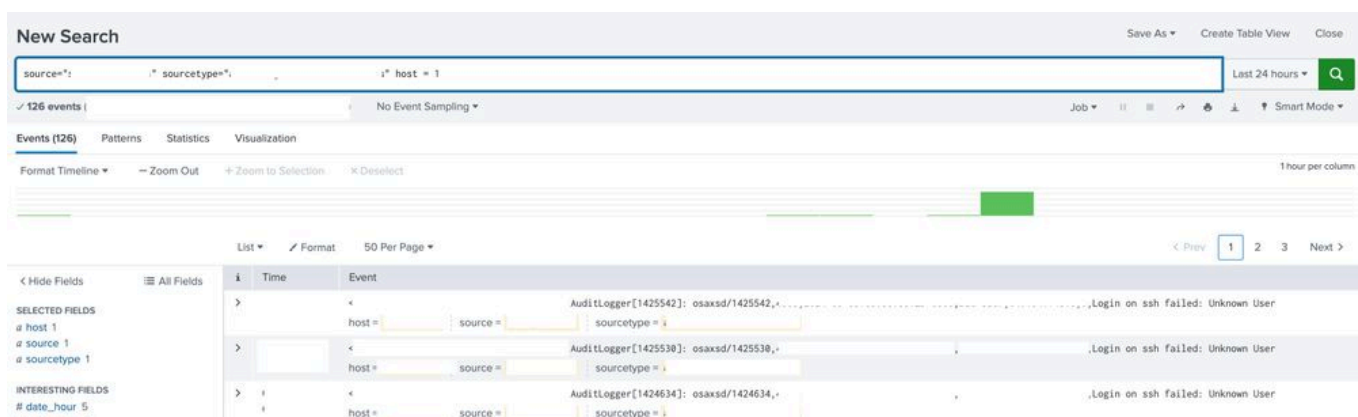 New Search
Save As Create Table View Close
source=" " sourcetype=" " host = 1
Last 24 hours
126 events (
No Event Sampling
Job
Smart Mode
Events (126) Patterns Statistics Visualization
Format Timeline — Zoom Out + Zoom to Selection × Deselect
1 hour per column
List Format 50 Per Page
< Prev 1 2 3 Next >
< Hide Fields All Fields
i Time Event
SELECTED FIELDS
a host 1
a source 1
a sourcetype 1
INTERESTING FIELDS
# date_hour 5
> < AuditLogger[1425542]: osaxsd/1425542, ,Login on ssh failed: Unknown User
host = source = sourcetype =
> < AuditLogger[1425530]: osaxsd/1425530, ,Login on ssh failed: Unknown User
host = source = sourcetype =
> < AuditLogger[1424634]: osaxsd/1424634, ,Login on ssh failed: Unknown User
host = source = sourcetype =